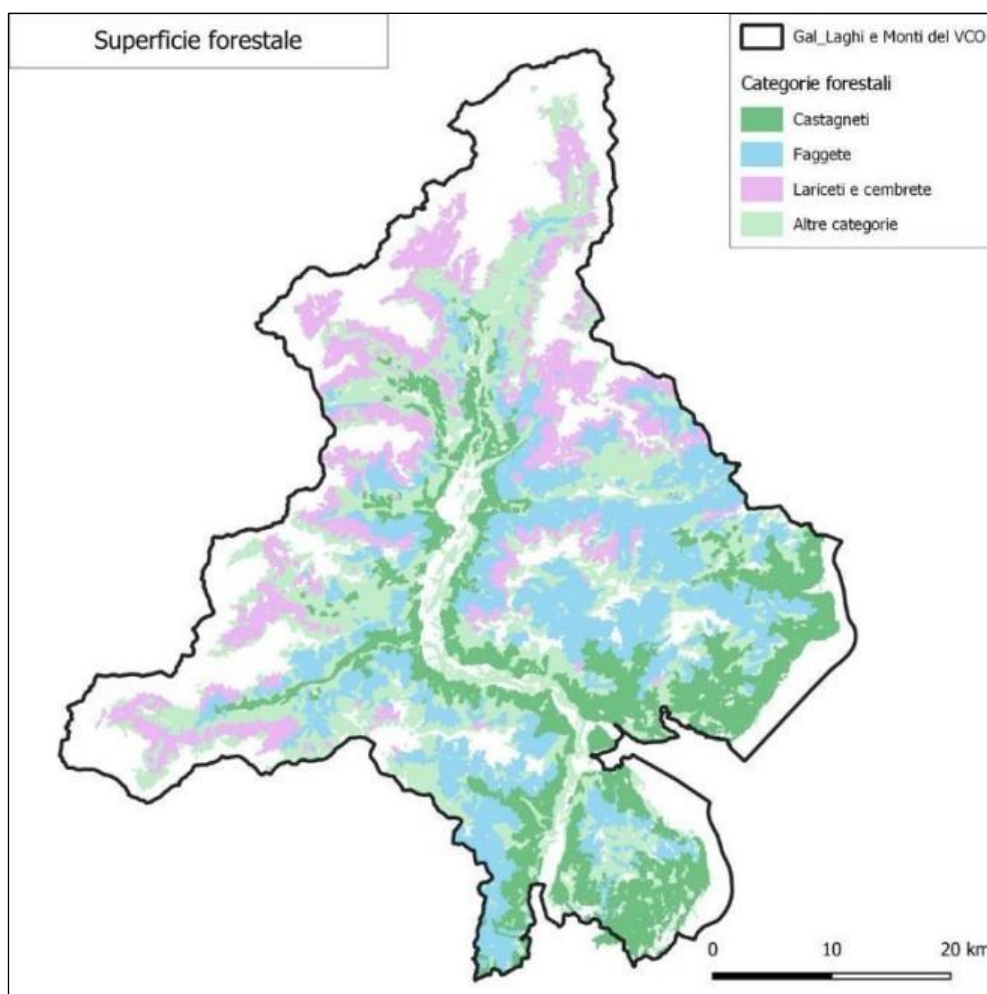 Superficie forestale
Gal_Laghi e Monti del VCO
Categorie forestali
Castagneti
Faggete
Lariceti e cembrete
Altre categorie
0 10 20 km